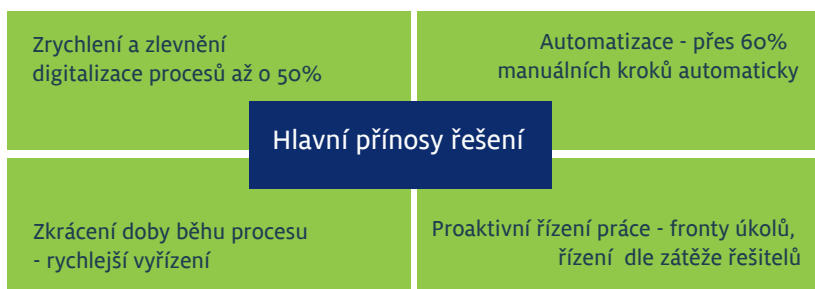 Zrychlení a zlevnění
digitalizace procesů až o 50%
Automatizace - přes 60%
manuálních kroků automaticky
Hlavní přínosy řešení
Zkrácení doby běhu procesu
- rychlejší vyřízení
Proaktivní řízení práce - fronty úkolů,
řízení dle zátěže řešitelů